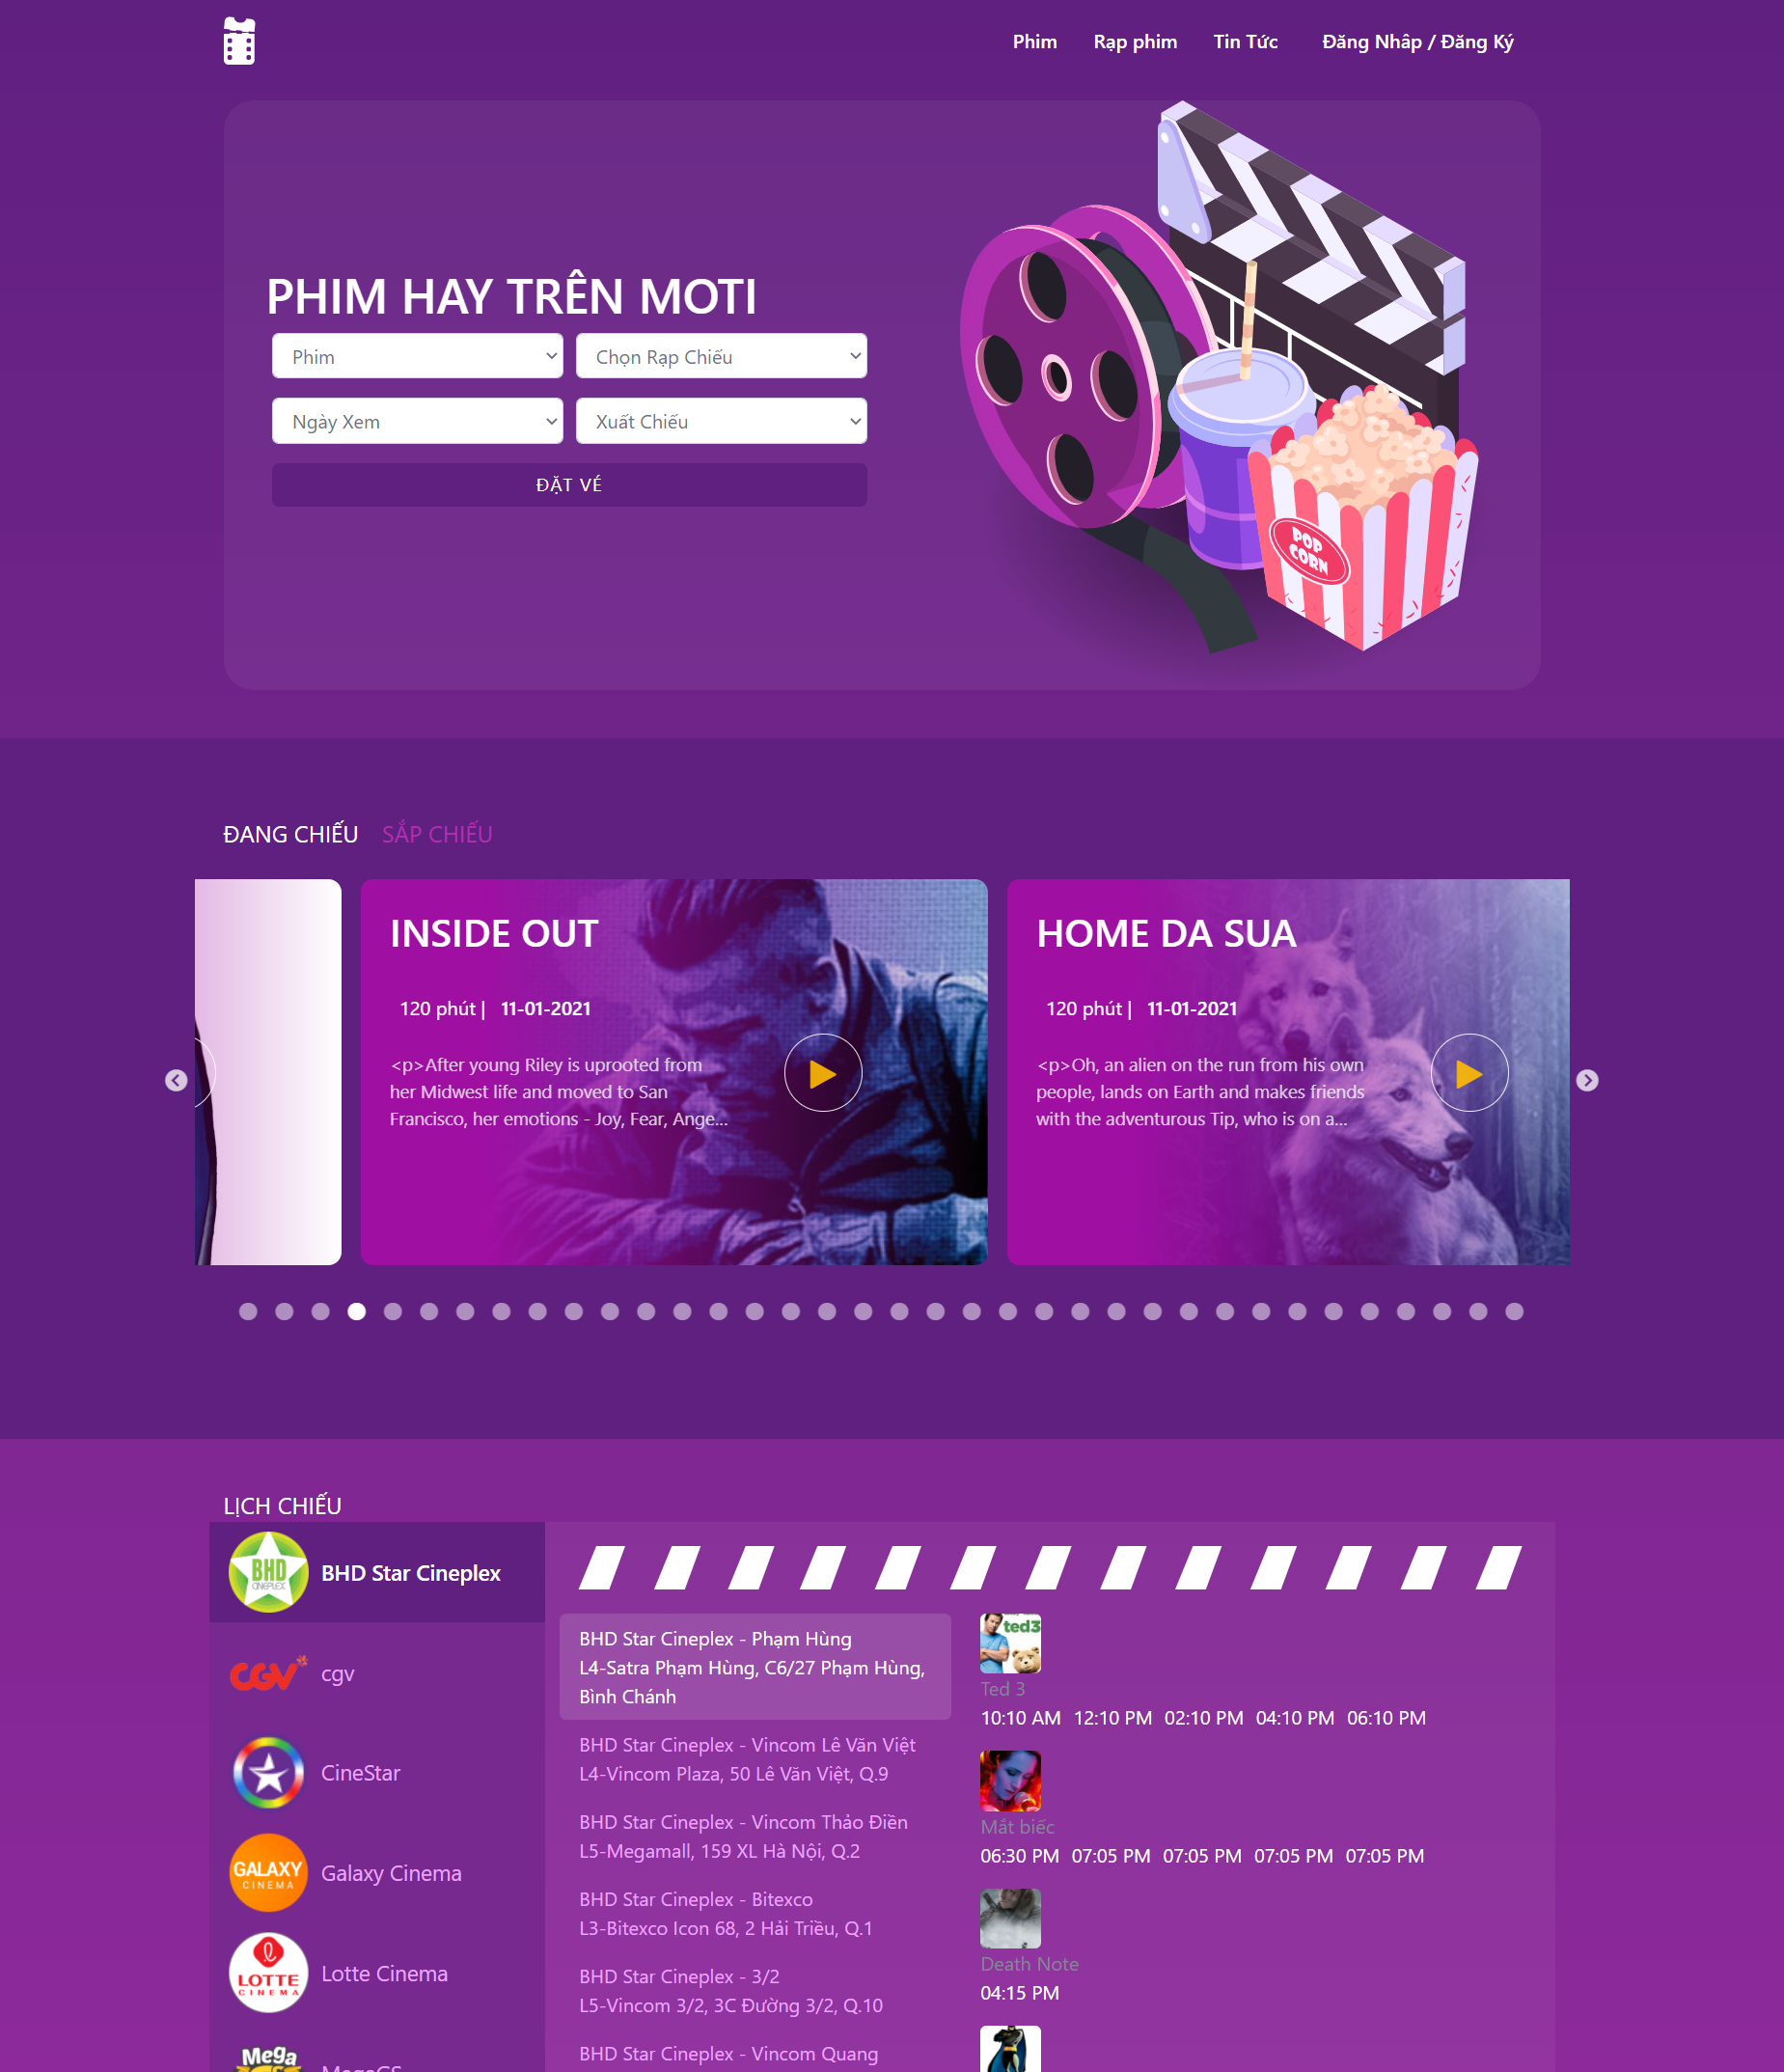 Phim Rạp phim Tin Tức Đăng Nhâp / Đăng Ký
PHIM HAY TRÊN MOTI
Phim Chọn Rạp Chiếu
Ngày Xem Xuất Chiếu
ĐẶT VÉ
POP
CORN
ĐANG CHIẾU SẮP CHIẾU
INSIDE OUT
120 phút | 11-01-2021
<p>After young Riley is uprooted from
her Midwest life and moved to San
Francisco, her emotions - Joy, Fear, Ange...
HOME DA SUA
120 phút | 11-01-2021
<p>Oh, an alien on the run from his own
people, lands on Earth and makes friends
with the adventurous Tip, who is on a...
LỊCH CHIẾU
BHD
CINEPLEX
BHD Star Cineplex
CGV
cgv
CineStar
GALAXY
CINEMA
Galaxy Cinema
LOTTE
CINEMA
Lotte Cinema
Mega
MegaGS
BHD Star Cineplex - Phạm Hùng
L4-Satra Phạm Hùng, C6/27 Phạm Hùng,
Bình Chánh
BHD Star Cineplex - Vincom Lê Văn Việt
L4-Vincom Plaza, 50 Lê Văn Việt, Q.9
BHD Star Cineplex - Vincom Thảo Điền
L5-Megamall, 159 XL Hà Nội, Q.2
BHD Star Cineplex - Bitexco
L3-Bitexco Icon 68, 2 Hải Triều, Q.1
BHD Star Cineplex - 3/2
L5-Vincom 3/2, 3C Đường 3/2, Q.10
BHD Star Cineplex - Vincom Quang
ted3
Ted 3
10:10 AM 12:10 PM 02:10 PM 04:10 PM 06:10 PM
Mắt biếc
06:30 PM 07:05 PM 07:05 PM 07:05 PM 07:05 PM
Death Note
04:15 PM